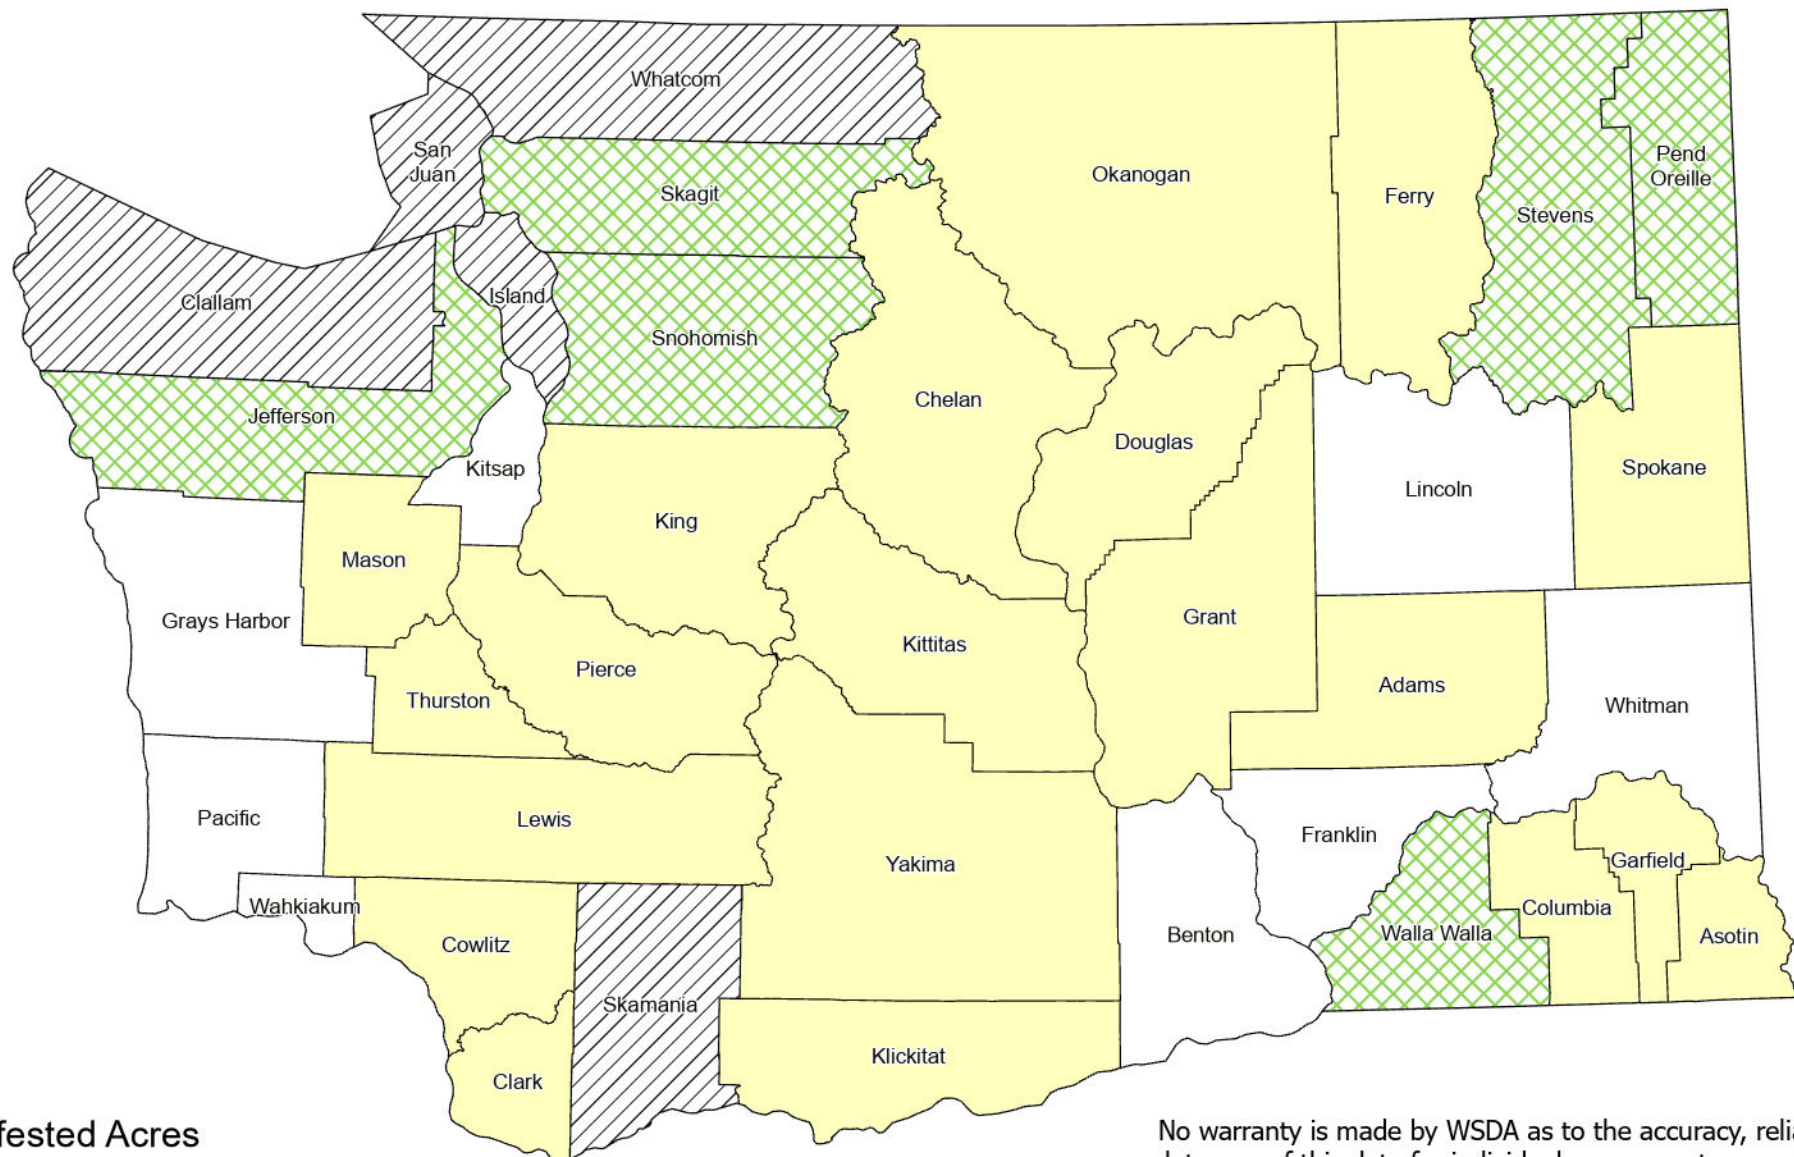 Whatcom
San
Juan
Skagit
Okanogan
Ferry
Stevens
Pend
Oreille
Clallam
Island
Snohomish
Jefferson
Chelan
Douglas
Kitsap
Lincoln
Spokane
King
Mason
Grays Harbor
Kittitas
Grant
Pierce
Thurston
Adams
Whitman
Pacific
Lewis
Yakima
Franklin
Garfield
Wahkiakum
Columbia
Cowlitz
Benton
Walla Walla
Asotin
Skamania
Klickitat
Clark
fested Acres
No warranty is made by WSDA as to the accuracy, relia